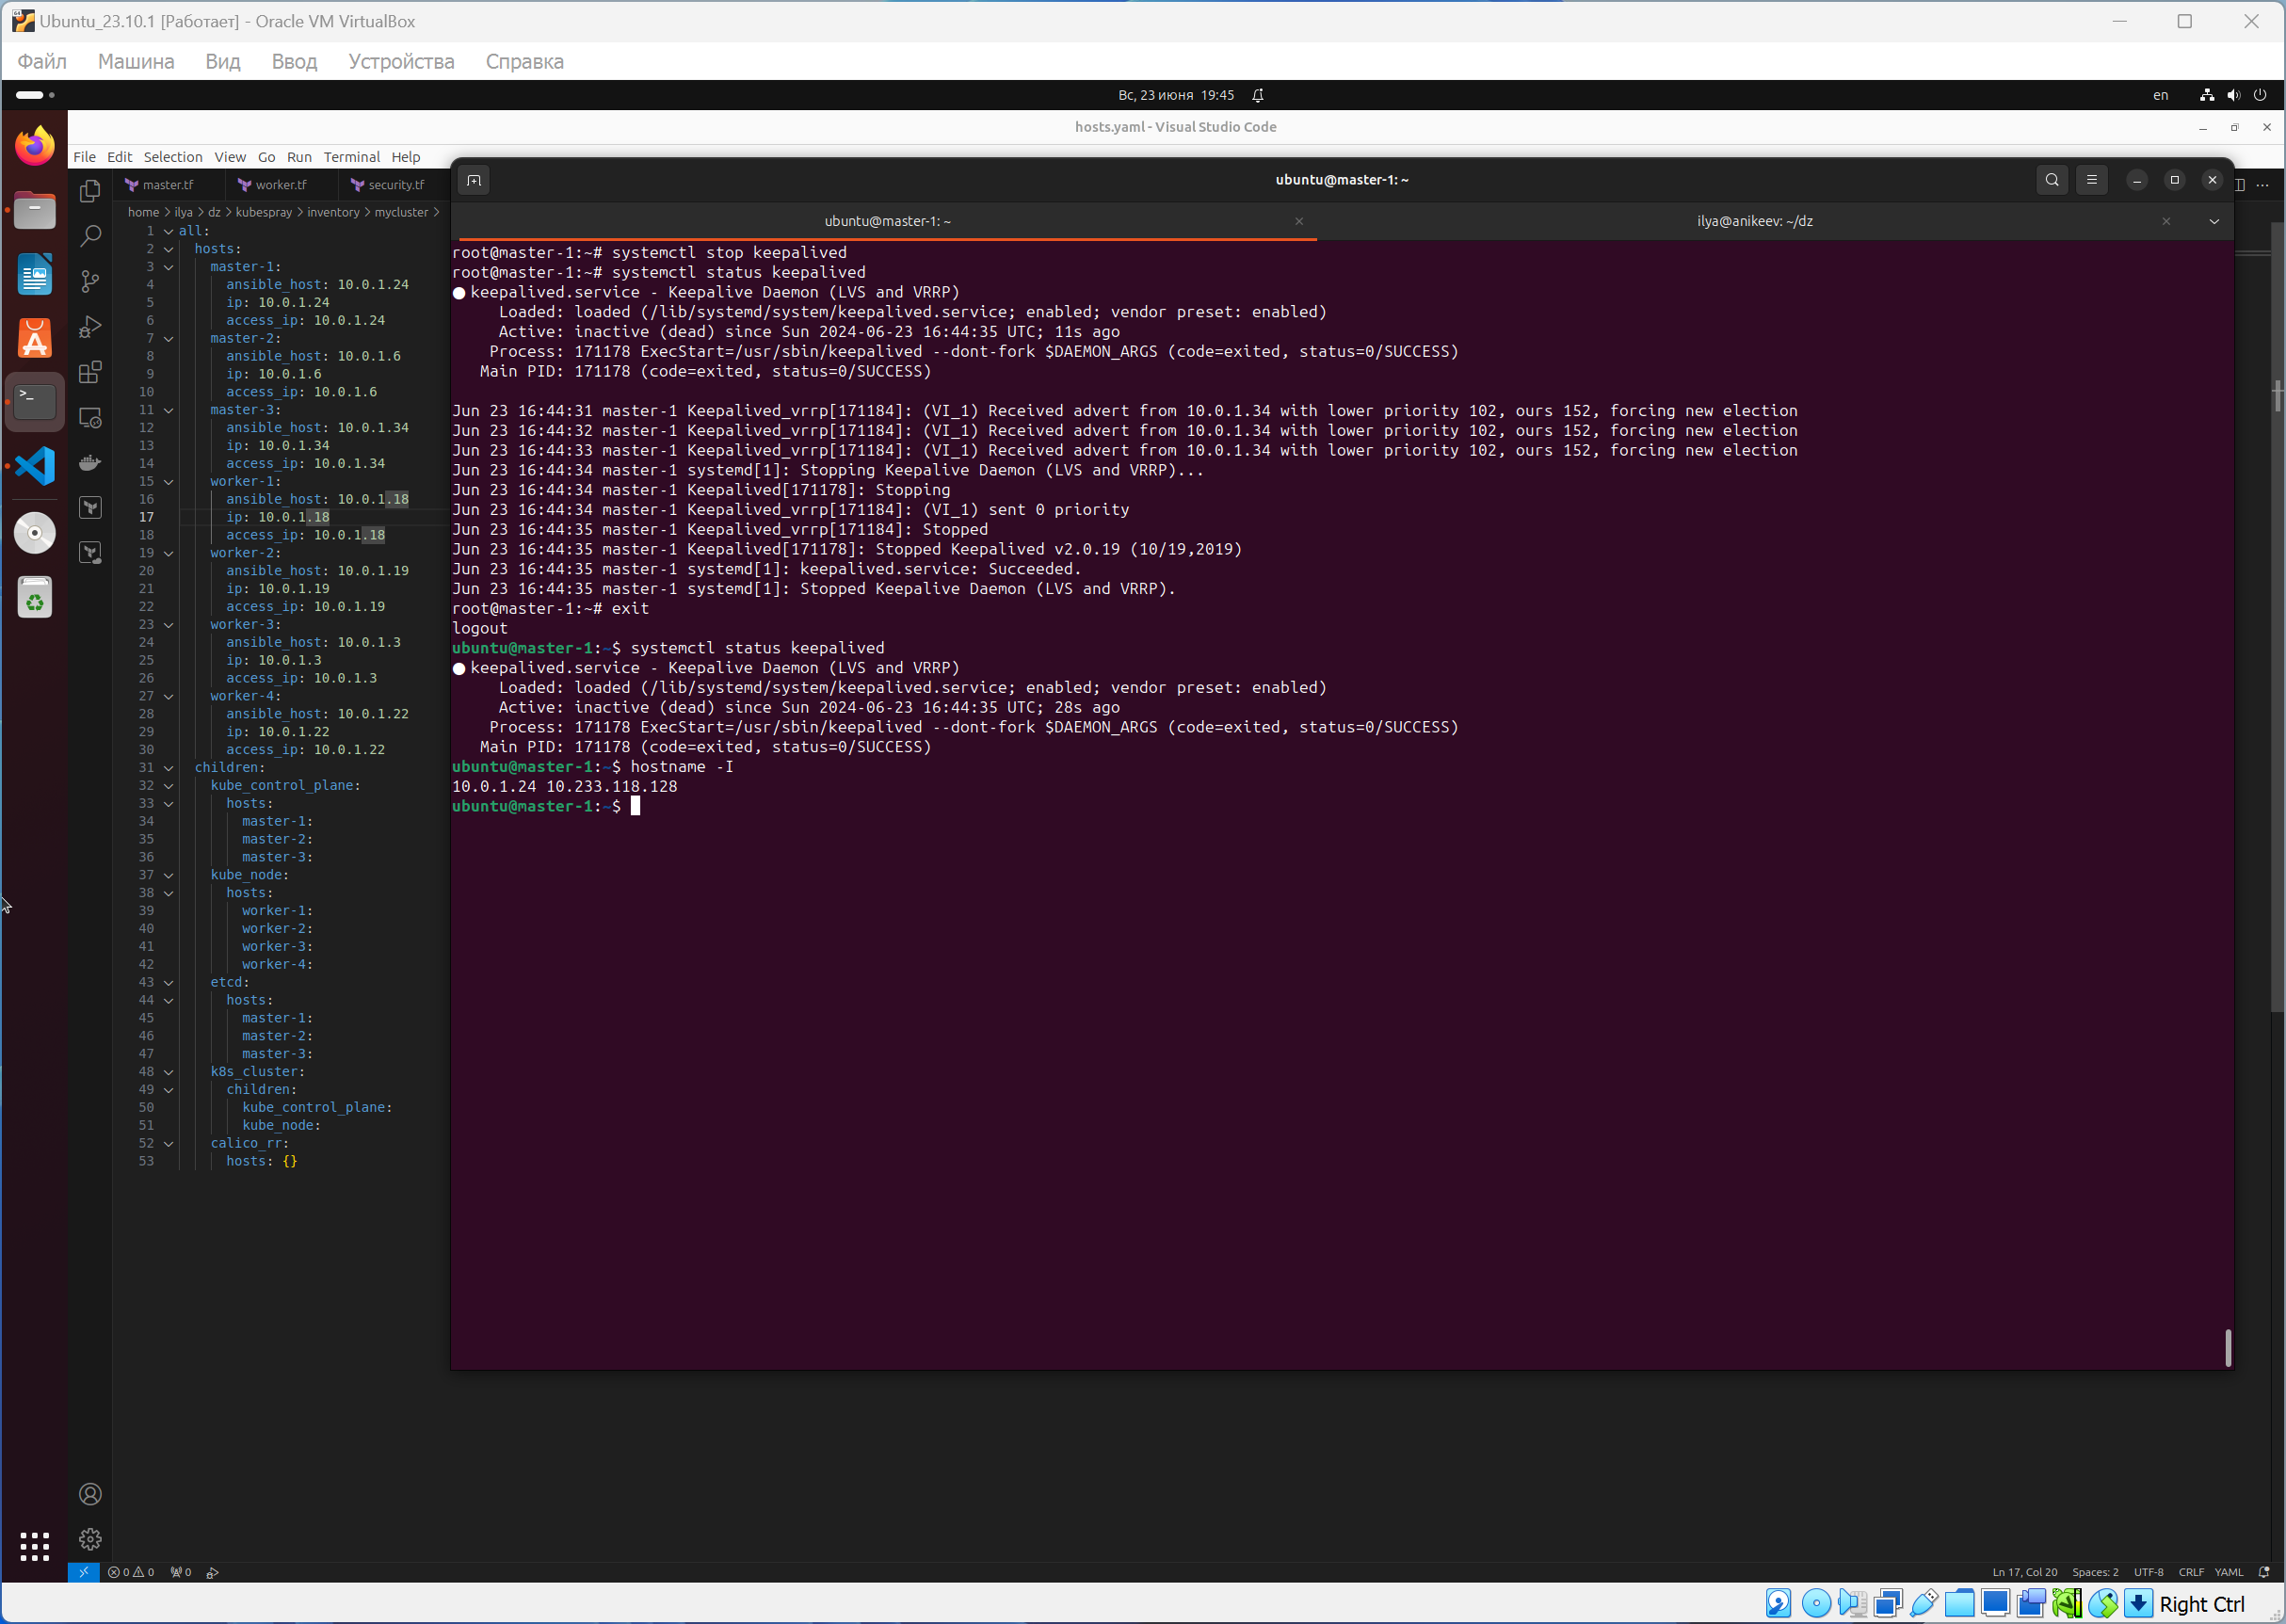 Ubuntu_23.10.1 [Работает] - Oracle VM VirtualBox
Файл Машина Вид Ввод Устройства Справка
Вс, 23 июня 19:45
en
hosts.yaml - Visual Studio Code
File Edit Selection View Go Run Terminal Help
master.tf worker.tf security.tf
home > ilya > dz > kubespray > inventory > mycluster >
1 all:
2 hosts:
3 master-1:
4 ansible_host: 10.0.1.24
5 ip: 10.0.1.24
6 access_ip: 10.0.1.24
7 master-2:
8 ansible_host: 10.0.1.6
9 ip: 10.0.1.6
10 access_ip: 10.0.1.6
11 master-3:
12 ansible_host: 10.0.1.34
13 ip: 10.0.1.34
14 access_ip: 10.0.1.34
15 worker-1:
16 ansible_host: 10.0.1.18
17 ip: 10.0.1.18
18 access_ip: 10.0.1.18
19 worker-2:
20 ansible_host: 10.0.1.19
21 ip: 10.0.1.19
22 access_ip: 10.0.1.19
23 worker-3:
24 ansible_host: 10.0.1.3
25 ip: 10.0.1.3
26 access_ip: 10.0.1.3
27 worker-4:
28 ansible_host: 10.0.1.22
29 ip: 10.0.1.22
30 access_ip: 10.0.1.22
31 children:
32 kube_control_plane:
33 hosts:
34 master-1:
35 master-2:
36 master-3:
37 kube_node:
38 hosts:
39 worker-1:
40 worker-2:
41 worker-3:
42 worker-4:
43 etcd:
44 hosts:
45 master-1:
46 master-2:
47 master-3:
48 k8s_cluster:
49 children:
50 kube_control_plane:
51 kube_node:
52 calico_rr:
53 hosts: {}
ubuntu@master-1: ~
ubuntu@master-1: ~ ilya@anikeev: ~/dz
root@master-1:~# systemctl stop keepalived
root@master-1:~# systemctl status keepalived
● keepalived.service - Keepalive Daemon (LVS and VRRP)
Loaded: loaded (/lib/systemd/system/keepalived.service; enabled; vendor preset: enabled)
Active: inactive (dead) since Sun 2024-06-23 16:44:35 UTC; 11s ago
Process: 171178 ExecStart=/usr/sbin/keepalived --dont-fork $DAEMON_ARGS (code=exited, status=0/SUCCESS)
Main PID: 171178 (code=exited, status=0/SUCCESS)
Jun 23 16:44:31 master-1 Keepalived_vrrp[171184]: (VI_1) Received advert from 10.0.1.34 with lower priority 102, ours 152, forcing new election
Jun 23 16:44:32 master-1 Keepalived_vrrp[171184]: (VI_1) Received advert from 10.0.1.34 with lower priority 102, ours 152, forcing new election
Jun 23 16:44:33 master-1 Keepalived_vrrp[171184]: (VI_1) Received advert from 10.0.1.34 with lower priority 102, ours 152, forcing new election
Jun 23 16:44:34 master-1 systemd[1]: Stopping Keepalive Daemon (LVS and VRRP)...
Jun 23 16:44:34 master-1 Keepalived[171178]: Stopping
Jun 23 16:44:34 master-1 Keepalived_vrrp[171184]: (VI_1) sent 0 priority
Jun 23 16:44:35 master-1 Keepalived_vrrp[171184]: Stopped
Jun 23 16:44:35 master-1 Keepalived[171178]: Stopped Keepalived v2.0.19 (10/19,2019)
Jun 23 16:44:35 master-1 systemd[1]: keepalived.service: Succeeded.
Jun 23 16:44:35 master-1 systemd[1]: Stopped Keepalive Daemon (LVS and VRRP).
root@master-1:~# exit
logout
ubuntu@master-1:~$ systemctl status keepalived
● keepalived.service - Keepalive Daemon (LVS and VRRP)
Loaded: loaded (/lib/systemd/system/keepalived.service; enabled; vendor preset: enabled)
Active: inactive (dead) since Sun 2024-06-23 16:44:35 UTC; 28s ago
Process: 171178 ExecStart=/usr/sbin/keepalived --dont-fork $DAEMON_ARGS (code=exited, status=0/SUCCESS)
Main PID: 171178 (code=exited, status=0/SUCCESS)
ubuntu@master-1:~$ hostname -I
10.0.1.24 10.233.118.128
ubuntu@master-1:~$
0 0 0
Ln 17, Col 20 Spaces: 2 UTF-8 CRLF YAML
Right Ctrl